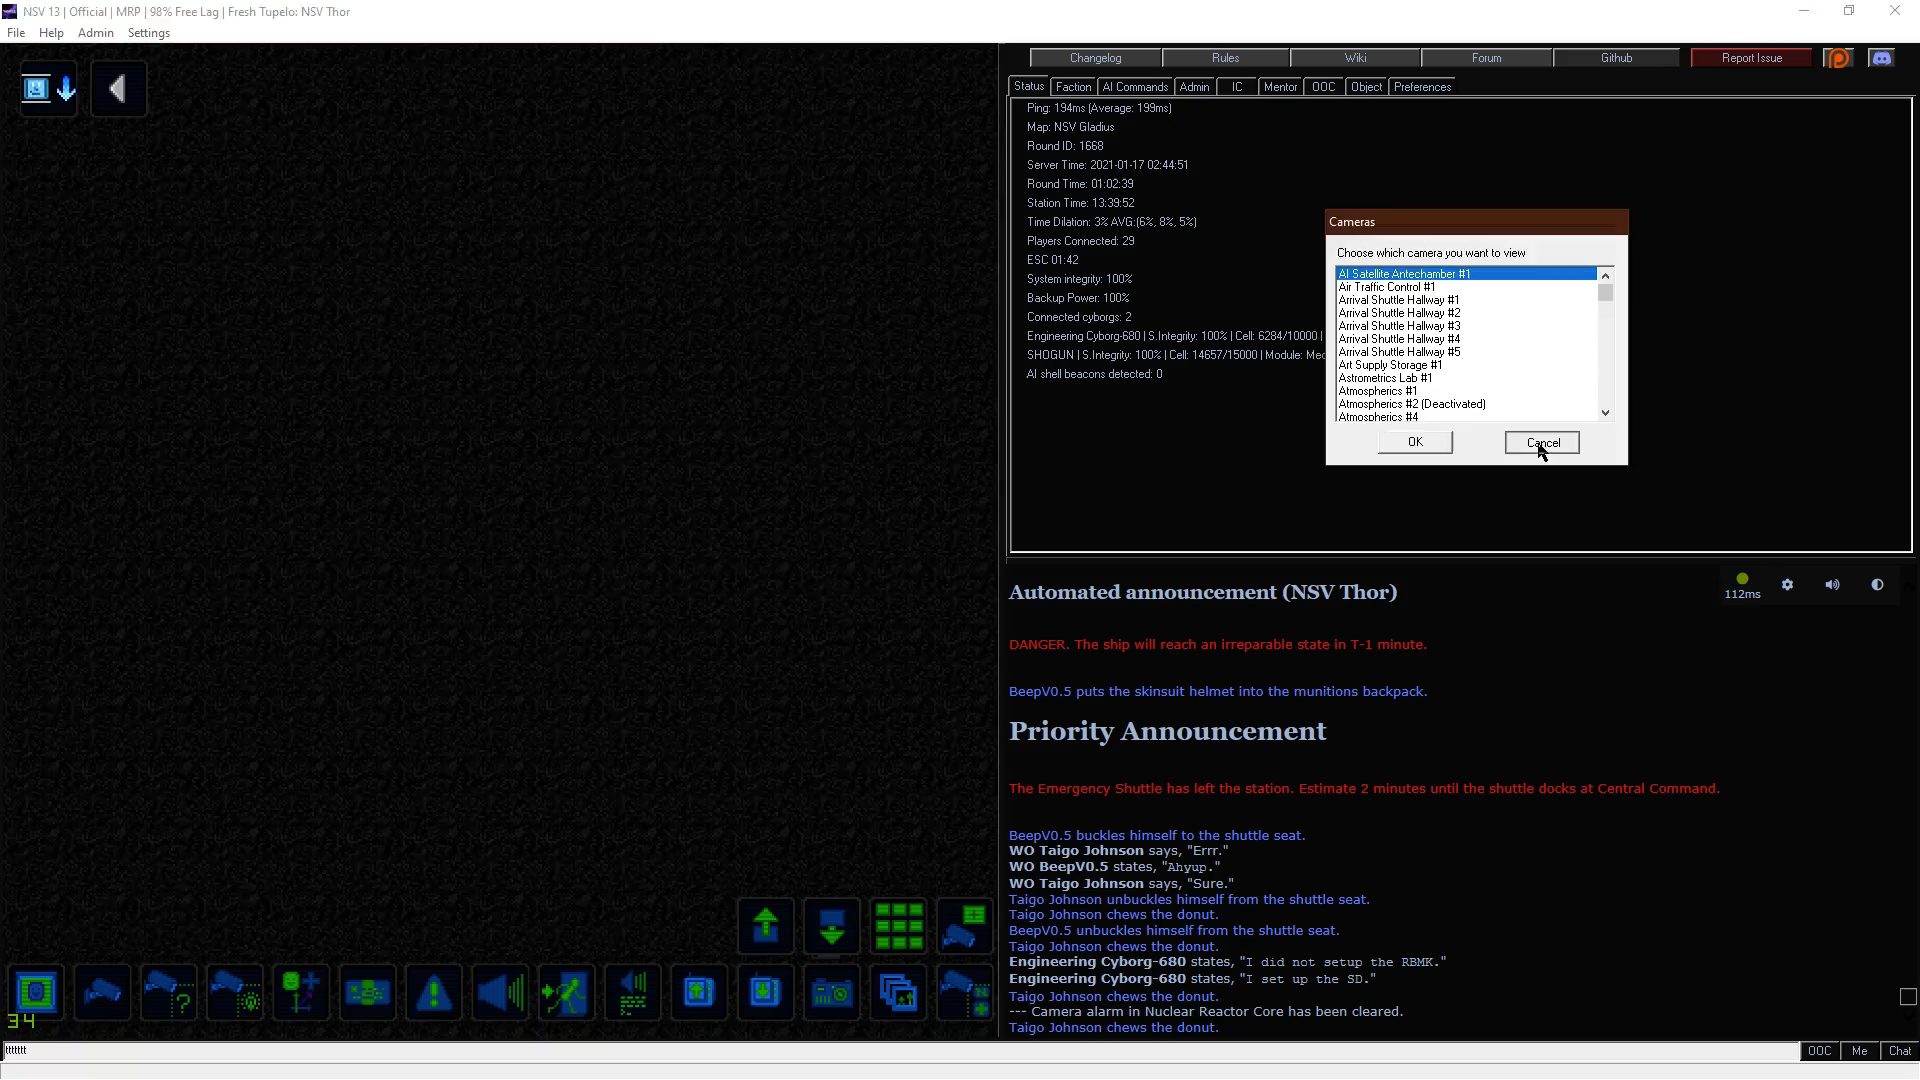 NSV 13 | Official | MRP | 98% Free Lag | Fresh Tupelo: NSV Thor
File Help Admin Settings
Changelog Rules Wiki Forum Github Report Issue
Status Faction AI Commands Admin IC Mentor OOC Object Preferences
Ping: 194ms (Average: 199ms)
Map: NSV Gladius
Round ID: 1668
Server Time: 2021-01-17 02:44:51
Round Time: 01:02:39
Station Time: 13:39:52
Time Dilation: 3% AVG:(6%, 8%, 5%)
Players Connected: 29
ESC 01:42
System integrity: 100%
Backup Power: 100%
Connected cyborgs: 2
Engineering Cyborg-680 | S.Integrity: 100% | Cell: 6284/10000 |
SHOGUN | S.Integrity: 100% | Cell: 14657/15000 | Module: Med
AI shell beacons detected: 0
Cameras
Choose which camera you want to view
AI Satellite Antechamber #1
Air Traffic Control #1
Arrival Shuttle Hallway #1
Arrival Shuttle Hallway #2
Arrival Shuttle Hallway #3
Arrival Shuttle Hallway #4
Arrival Shuttle Hallway #5
Art Supply Storage #1
Astrometrics Lab #1
Atmospherics #1
Atmospherics #2 (Deactivated)
Atmospherics #4
OK Cancel
112ms
Automated announcement (NSV Thor)
DANGER. The ship will reach an irreparable state in T-1 minute.
BeepV0.5 puts the skinsuit helmet into the munitions backpack.
Priority Announcement
The Emergency Shuttle has left the station. Estimate 2 minutes until the shuttle docks at Central Command.
BeepV0.5 buckles himself to the shuttle seat.
WO Taigo Johnson says, "Errr."
WO BeepV0.5 states, "Ahyup."
WO Taigo Johnson says, "Sure."
Taigo Johnson unbuckles himself from the shuttle seat.
Taigo Johnson chews the donut.
BeepV0.5 unbuckles himself from the shuttle seat.
Taigo Johnson chews the donut.
Engineering Cyborg-680 states, "I did not setup the RBMK."
Engineering Cyborg-680 states, "I set up the SD."
Taigo Johnson chews the donut.
--- Camera alarm in Nuclear Reactor Core has been cleared.
Taigo Johnson chews the donut.
34
ttttttt
OOC Me Chat